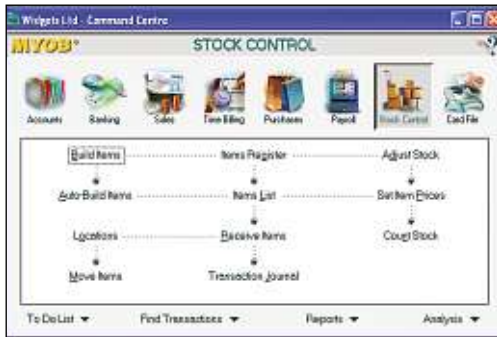 Widgets Ltd - Command Centre
MYOB
STOCK CONTROL
Accounts Banking Sales Time Billing Purchases Payroll Stock Control Card File
Build Items Items Register Adjust Stock
Auto-Build Items Items List Set Item Prices
Locations Receive Items Count Stock
Move Items Transaction Journal
To Do List Find Transactions Reports Analysis